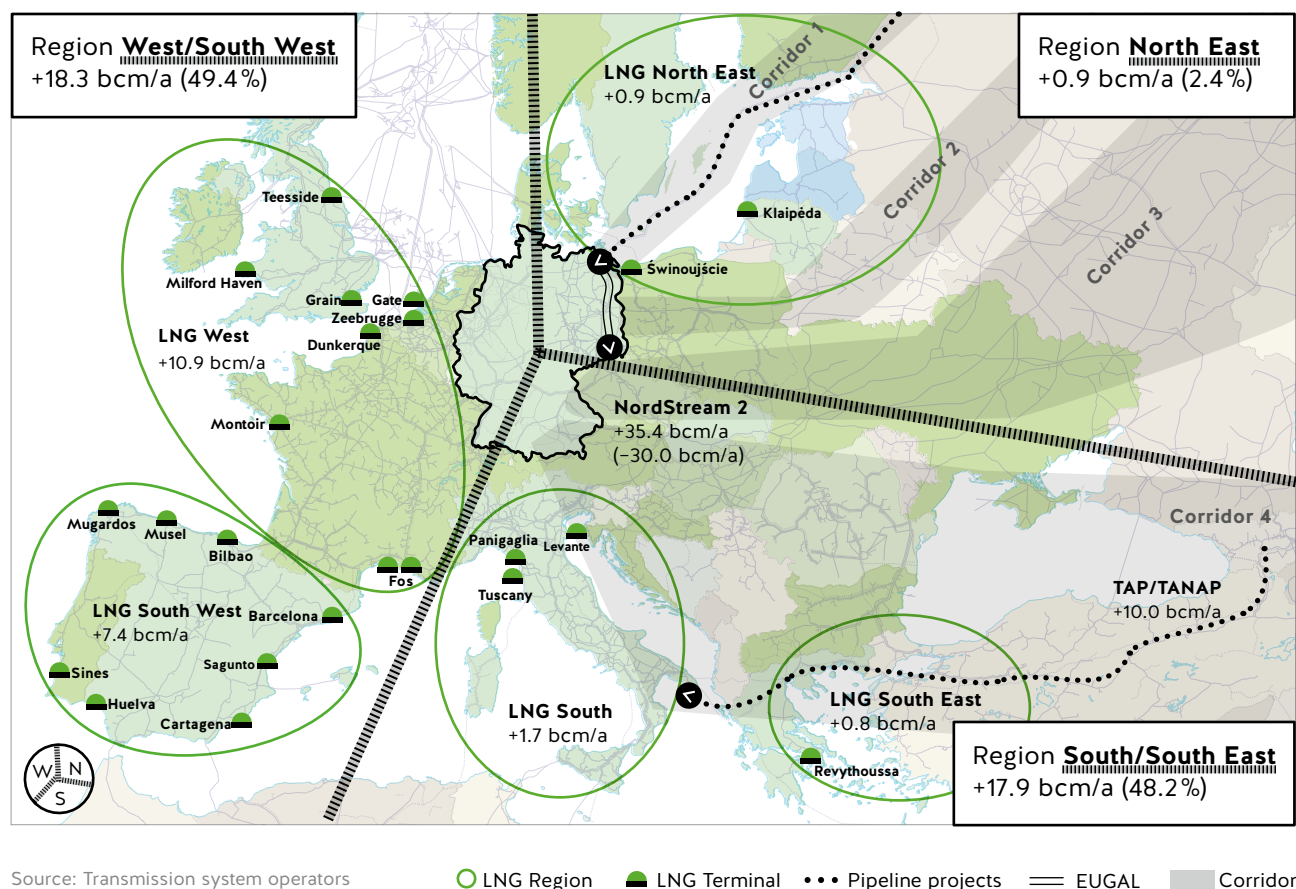 Region West/South West
+18.3 bcm/a (49.4 %)
Region North East
+0.9 bcm/a (2.4 %)
Corridor 1
LNG North East
+0.9 bcm/a
Corridor 2
Corridor 3
Teesside
Klaipéda
Milford Haven
Świnoujście
Grain
Gate
Zeebrugge
Dunkerque
LNG West
+10.9 bcm/a
Montoir
NordStream 2
+35.4 bcm/a
(−30.0 bcm/a)
Mugardos
Musel
Bilbao
Corridor 4
Panigaglia
Levante
Fos
Tuscany
TAP/TANAP
+10.0 bcm/a
LNG South West
+7.4 bcm/a
Barcelona
Sagunto
Sines
Huelva
Cartagena
LNG South
+1.7 bcm/a
LNG South East
+0.8 bcm/a
Revythoussa
Region South/South East
+17.9 bcm/a (48.2 %)
W N
S
Source: Transmission system operators
LNG Region
LNG Terminal
Pipeline projects
EUGAL
Corridor